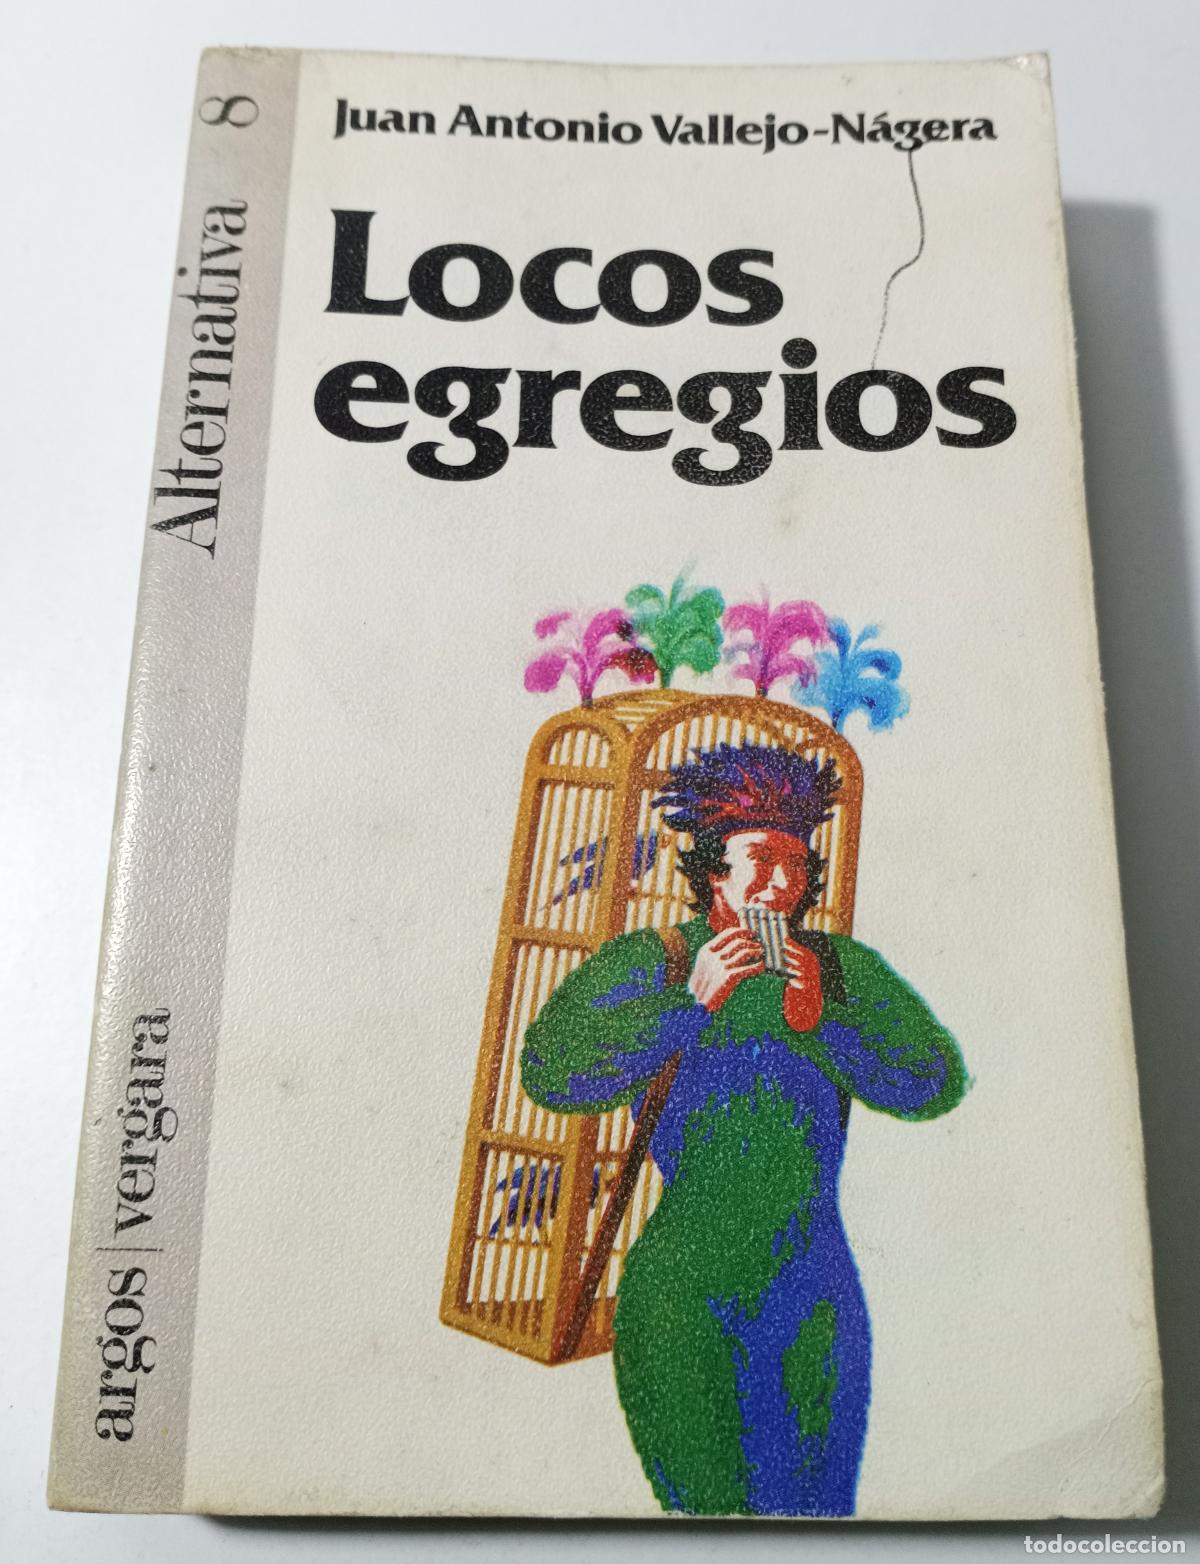 Juan Antonio Vallejo-Nágera
Locos
egregios
Alternativa 8
argos | vergara
todocoleccion